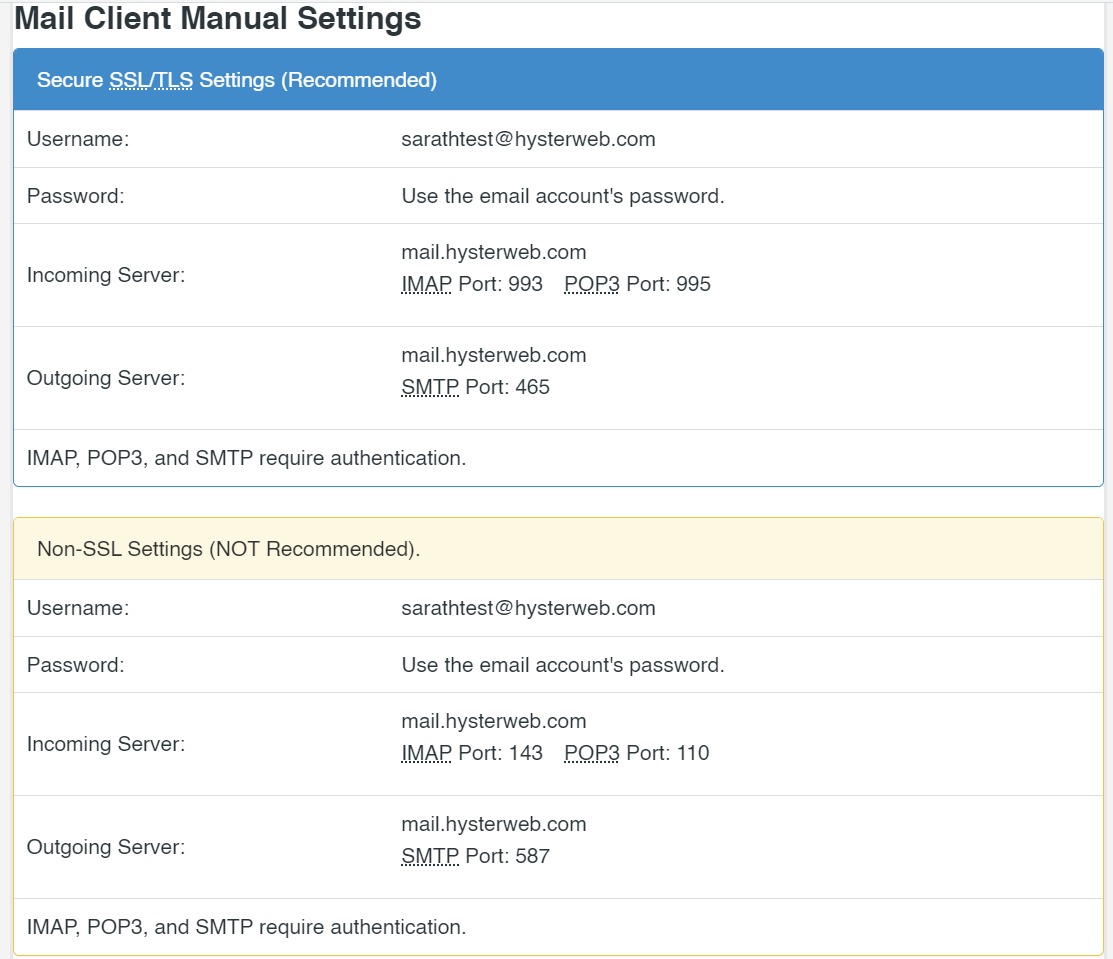 Mail Client Manual Settings
Secure SSL/TLS Settings (Recommended)
Username: sarathtest@hysterweb.com
Password: Use the email account's password.
Incoming Server: mail.hysterweb.com
IMAP Port: 993 POP3 Port: 995
Outgoing Server: mail.hysterweb.com
SMTP Port: 465
IMAP, POP3, and SMTP require authentication.
Non-SSL Settings (NOT Recommended).
Username: sarathtest@hysterweb.com
Password: Use the email account's password.
Incoming Server: mail.hysterweb.com
IMAP Port: 143 POP3 Port: 110
Outgoing Server: mail.hysterweb.com
SMTP Port: 587
IMAP, POP3, and SMTP require authentication.